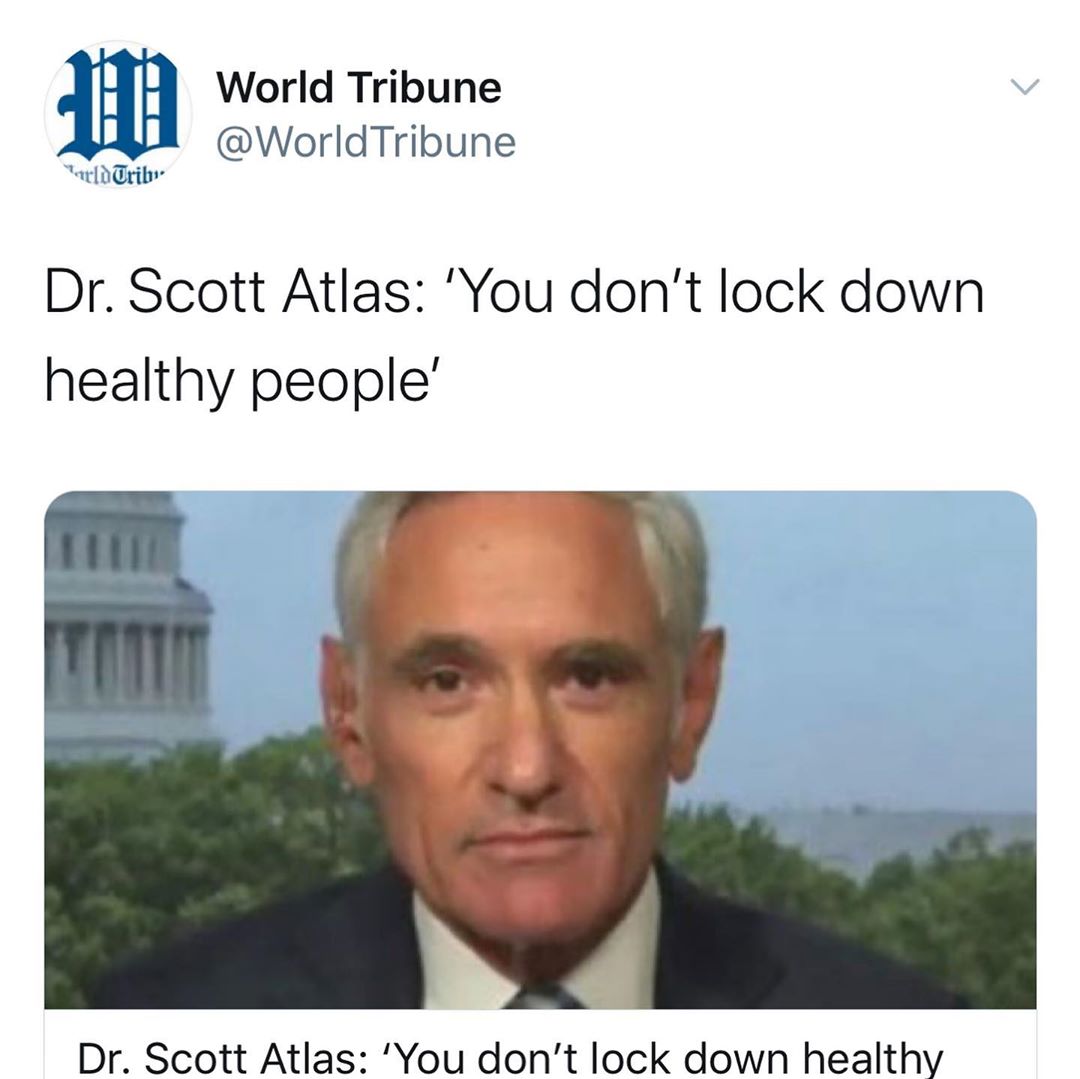 World Tribune
@WorldTribune
Dr. Scott Atlas: ‘You don’t lock down
healthy people’
Dr. Scott Atlas: ‘You don’t lock down healthy